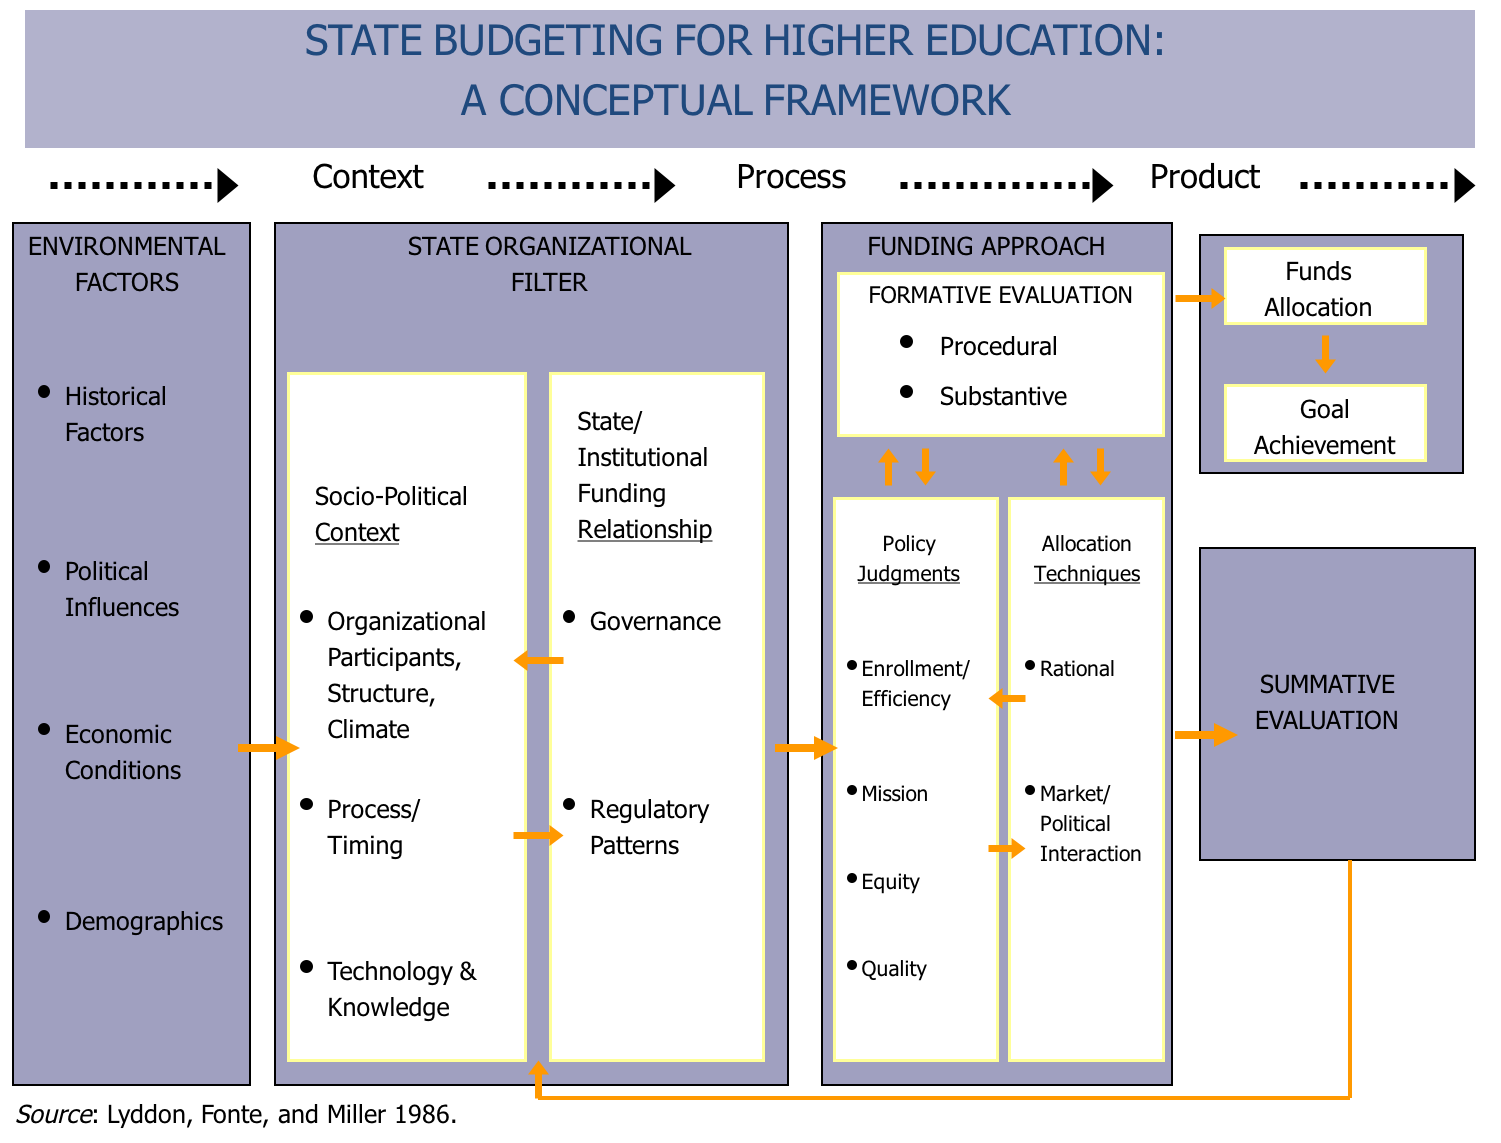 STATE BUDGETING FOR HIGHER EDUCATION:
A CONCEPTUAL FRAMEWORK
Context
Process
Product
ENVIRONMENTAL
FACTORS
• Historical
Factors
• Political
Influences
• Economic
Conditions
• Demographics
STATE ORGANIZATIONAL
FILTER
Socio-Political
Context
• Organizational
Participants,
Structure,
Climate
• Process/
Timing
• Technology &
Knowledge
State/
Institutional
Funding
Relationship
• Governance
• Regulatory
Patterns
FUNDING APPROACH
FORMATIVE EVALUATION
• Procedural
• Substantive
Policy
Judgments
• Enrollment/
Efficiency
• Mission
• Equity
• Quality
Allocation
Techniques
• Rational
• Market/
Political
Interaction
Funds
Allocation
Goal
Achievement
SUMMATIVE
EVALUATION
Source: Lyddon, Fonte, and Miller 1986.